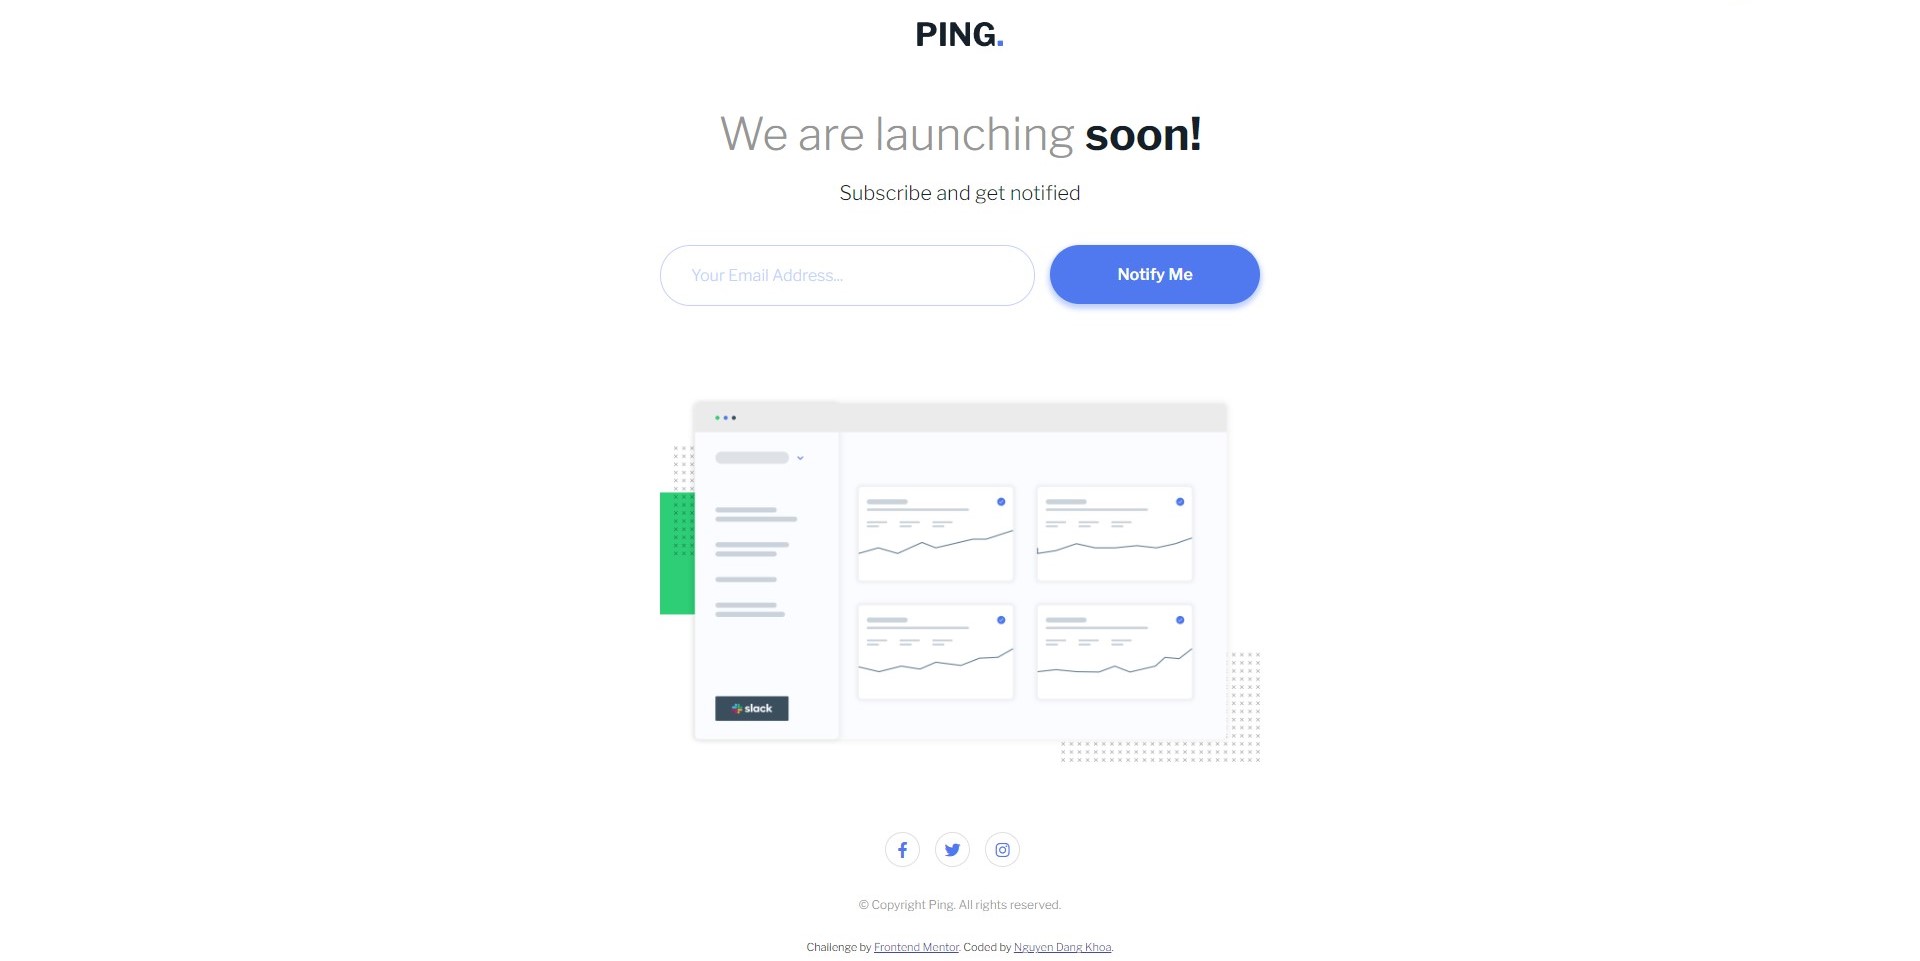 PING.
We are launching soon!
Subscribe and get notified
Your Email Address...
Notify Me
slack
© Copyright Ping. All rights reserved.
Challenge by Frontend Mentor. Coded by Nguyen Dang Khoa.